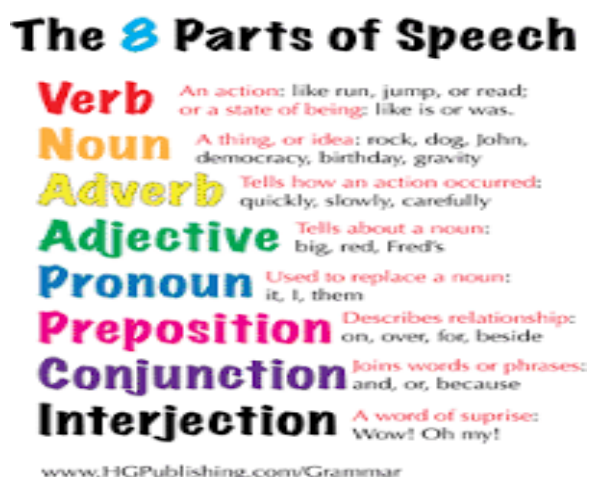 The 8 Parts of Speech
Verb An action: like run, jump, or read;
or a state of being: like is or was.
Noun A thing, or idea: rock, dog, John,
democracy, birthday, gravity
Adverb Tells how an action occurred:
quickly, slowly, carefully
Adjective Tells about a noun:
big, red, Fred's
Pronoun Used to replace a noun:
it, I, them
Preposition Describes relationship:
on, over, for, beside
Conjunction Joins words or phrases:
and, or, because
Interjection A word of suprise:
Wow! Oh my!
www.HGPublishing.com/Grammar